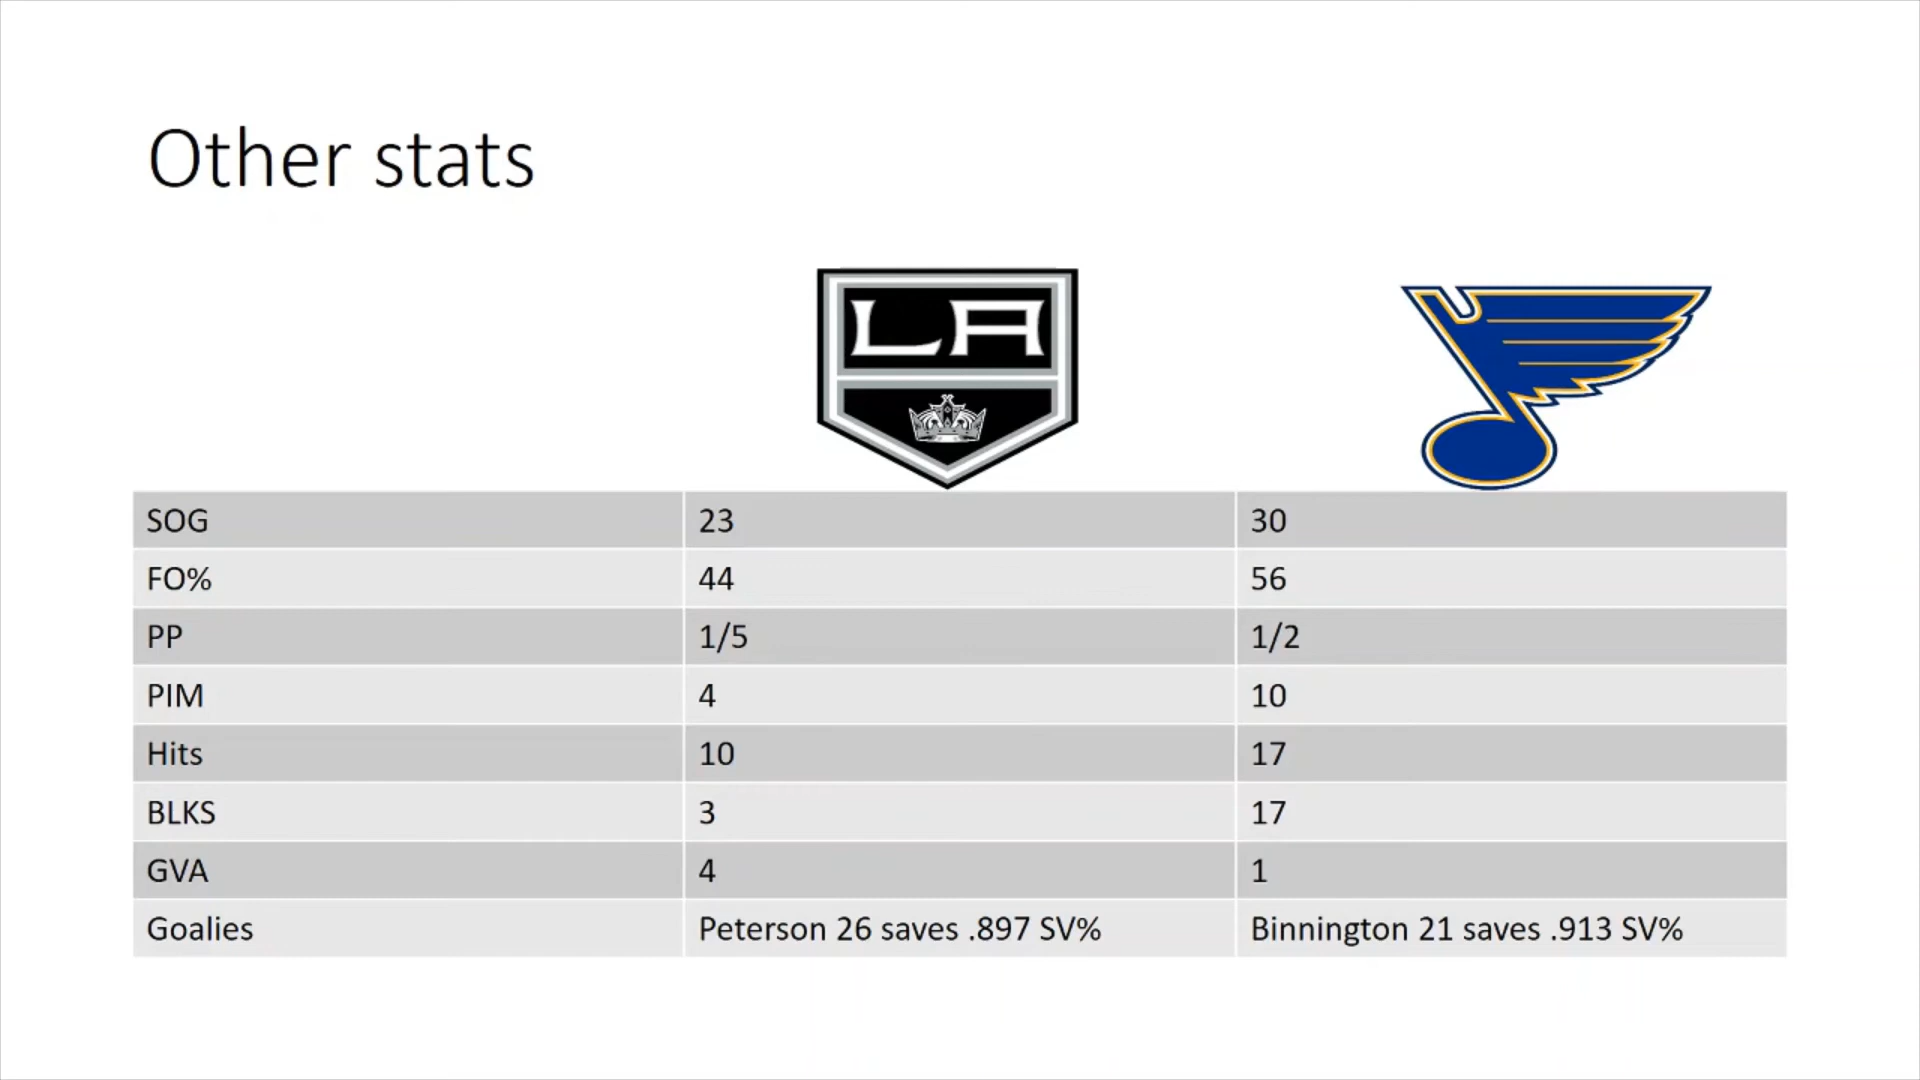 Other stats
LA
SOG 23 30
FO% 44 56
PP 1/5 1/2
PIM 4 10
Hits 10 17
BLKS 3 17
GVA 4 1
Goalies Peterson 26 saves .897 SV% Binnington 21 saves .913 SV%